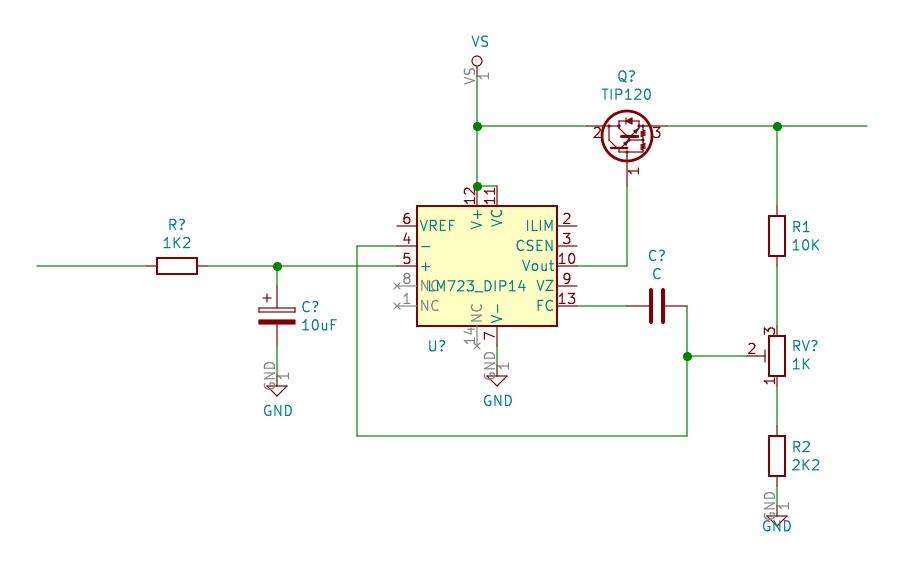 VS
VS
1
Q?
TIP120
2
3
1
12
11
V+
VC
6
VREF
ILIM
2
4
−
CSEN
3
5
+
Vout
10
8
NC
LM723_DIP14
VZ
9
1
NC
FC
13
NC
V-
14
7
U?
GND
1
GND
R?
1K2
+
C?
10uF
GND
1
GND
C?
C
R1
10K
3
2
RV?
1K
1
R2
2K2
GND
1
GND